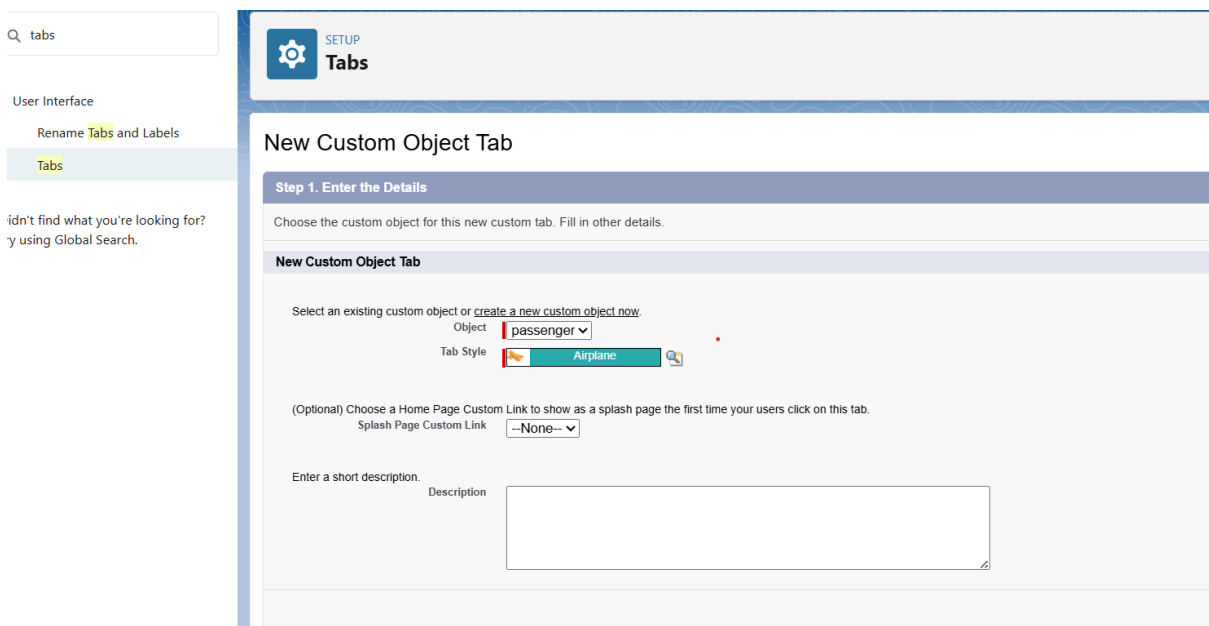 tabs
User Interface
Rename Tabs and Labels
Tabs
idn't find what you're looking for?
ry using Global Search.
SETUP
Tabs
New Custom Object Tab
Step 1. Enter the Details
Choose the custom object for this new custom tab. Fill in other details.
New Custom Object Tab
Select an existing custom object or create a new custom object now.
Object passenger
Tab Style Airplane
(Optional) Choose a Home Page Custom Link to show as a splash page the first time your users click on this tab.
Splash Page Custom Link --None--
Enter a short description.
Description